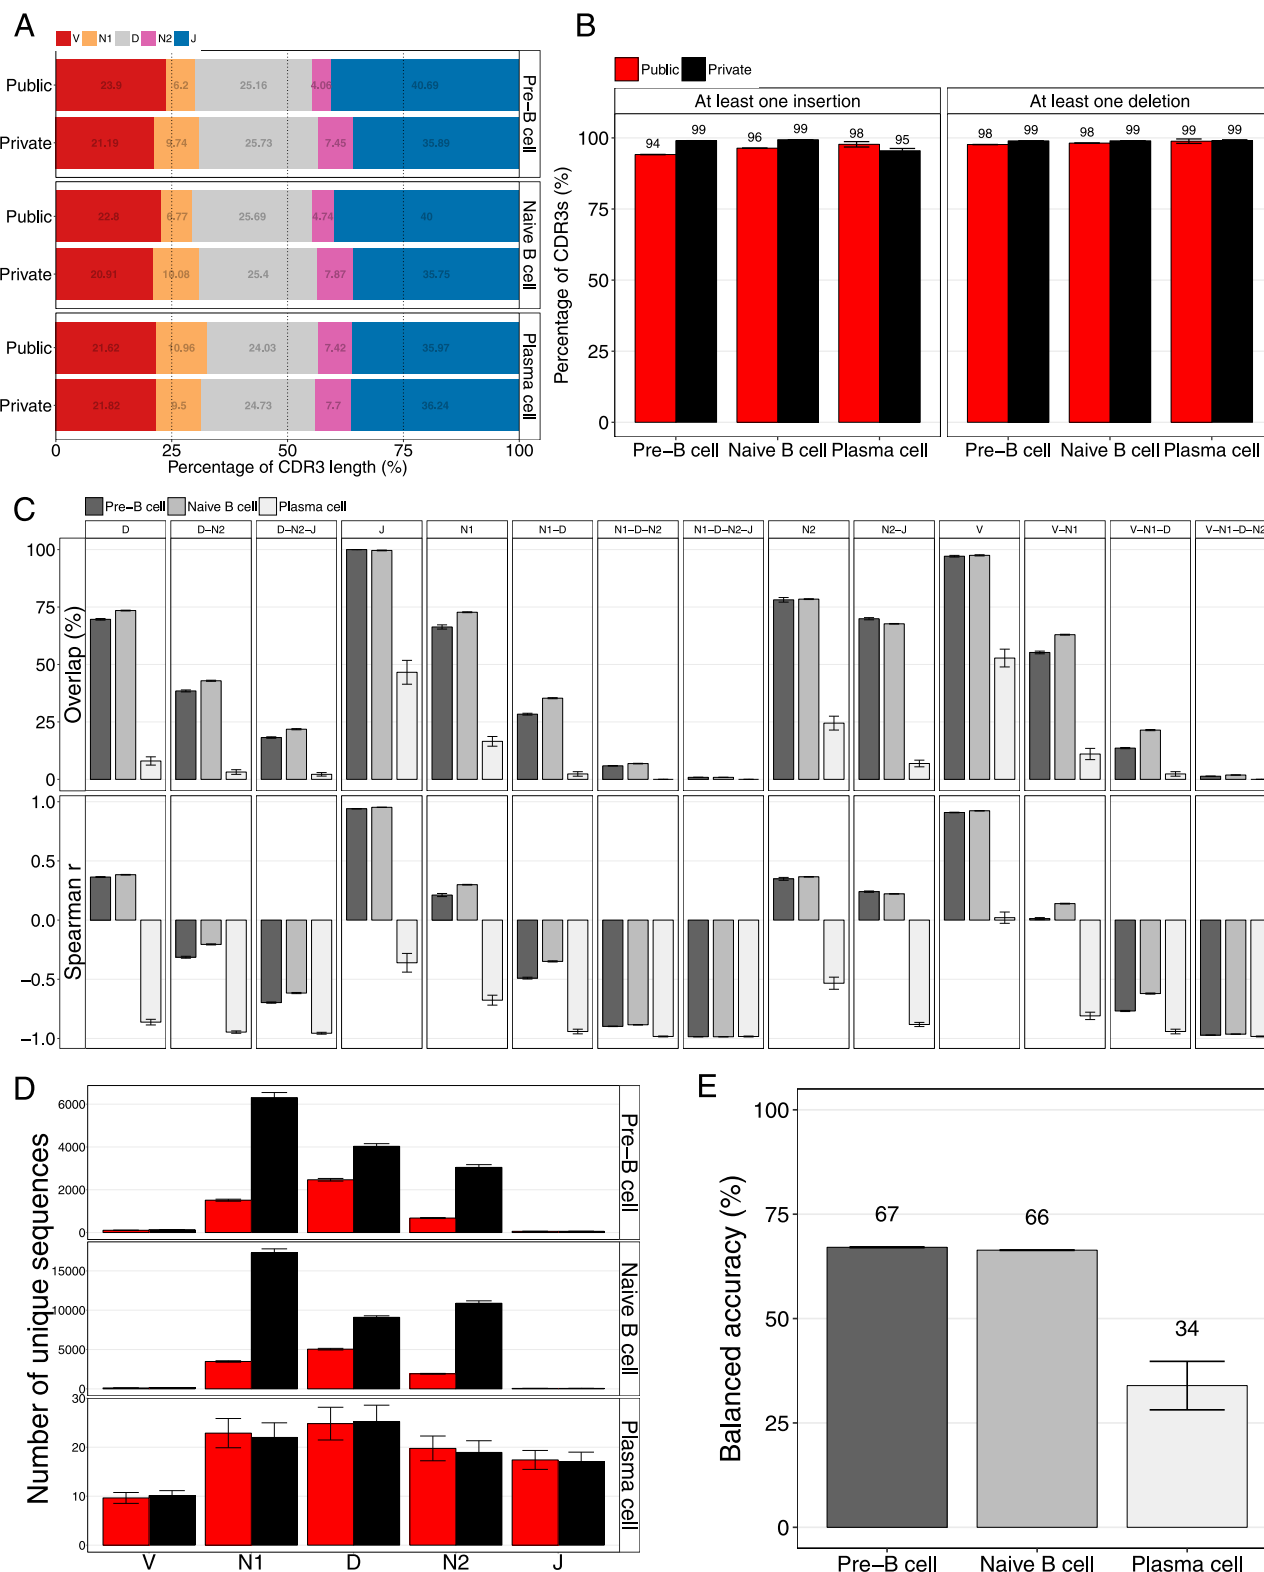 A
V N1 D N2 J
Public 23.9 6.2 25.16 4.06 40.69
Private 21.19 9.74 25.73 7.45 35.89
Pre−B cell
Public 22.8 6.77 25.69 4.74 40
Private 20.91 10.08 25.4 7.87 35.75
Naive B cell
Public 21.62 10.96 24.03 7.42 35.97
Private 21.82 9.5 24.73 7.7 36.24
Plasma cell
0 25 50 75 100
Percentage of CDR3 length (%)
B
Public Private
At least one insertion At least one deletion
94 99 96 99 98 95 98 99 98 99 99 99
100
75
50
25
0
Percentage of CDR3s (%)
Pre−B cell Naive B cell Plasma cell Pre−B cell Naive B cell Plasma cell
C
Pre−B cell Naive B cell Plasma cell
D D−N2 D−N2−J J N1 N1−D N1−D−N2 N1−D−N2−J N2 N2−J V V−N1 V−N1−D V−N1−D−N2
100
75
50
25
0
Overlap (%)
1.0
0.5
0.0
−0.5
−1.0
Spearman r
D
Number of unique sequences
6000
4000
2000
0
Pre−B cell
15000
10000
5000
0
Naive B cell
30
20
10
0
Plasma cell
V N1 D N2 J
E
Balanced accuracy (%)
100
75
50
25
0
67 66 34
Pre−B cell Naive B cell Plasma cell